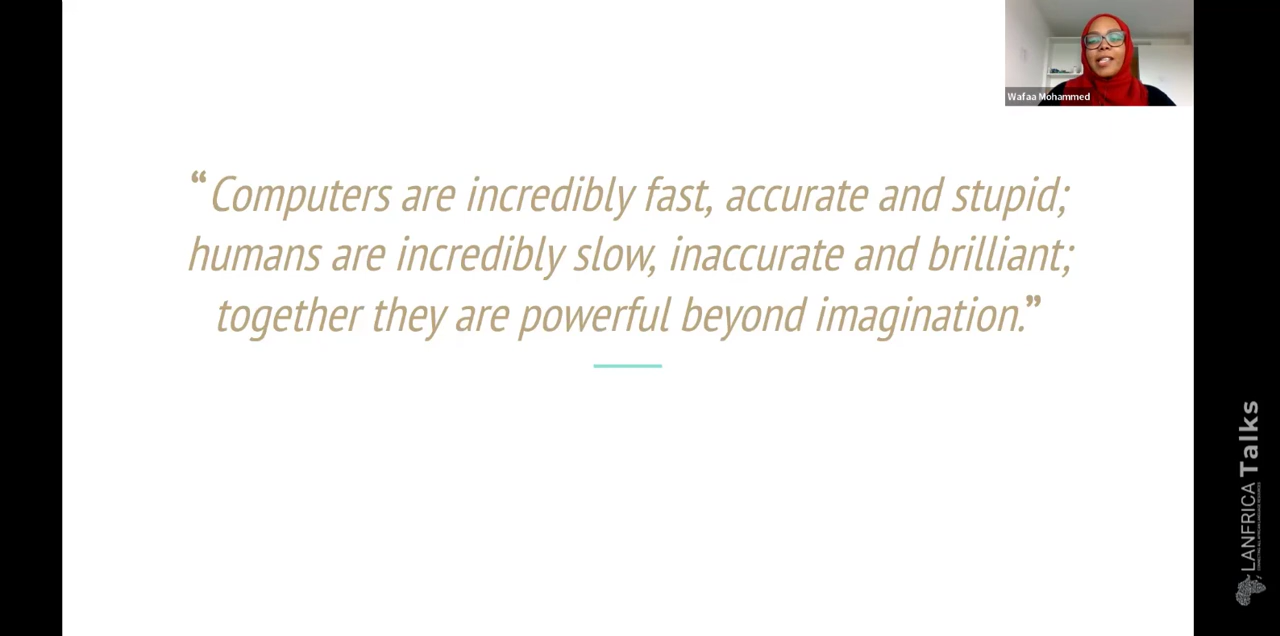 Wafaa Mohammed
“Computers are incredibly fast, accurate and stupid;
humans are incredibly slow, inaccurate and brilliant;
together they are powerful beyond imagination.”
LANFRICA Talks